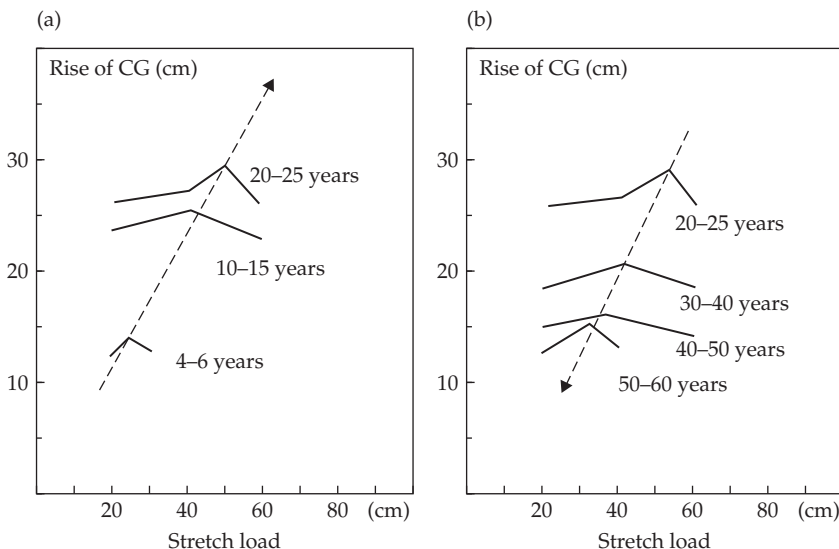 (a)
Rise of CG (cm)
30
20
10
20–25 years
10–15 years
4–6 years
20 40 60 80 (cm)
Stretch load
(b)
Rise of CG (cm)
30
20
10
20–25 years
30–40 years
40–50 years
50–60 years
20 40 60 80 (cm)
Stretch load